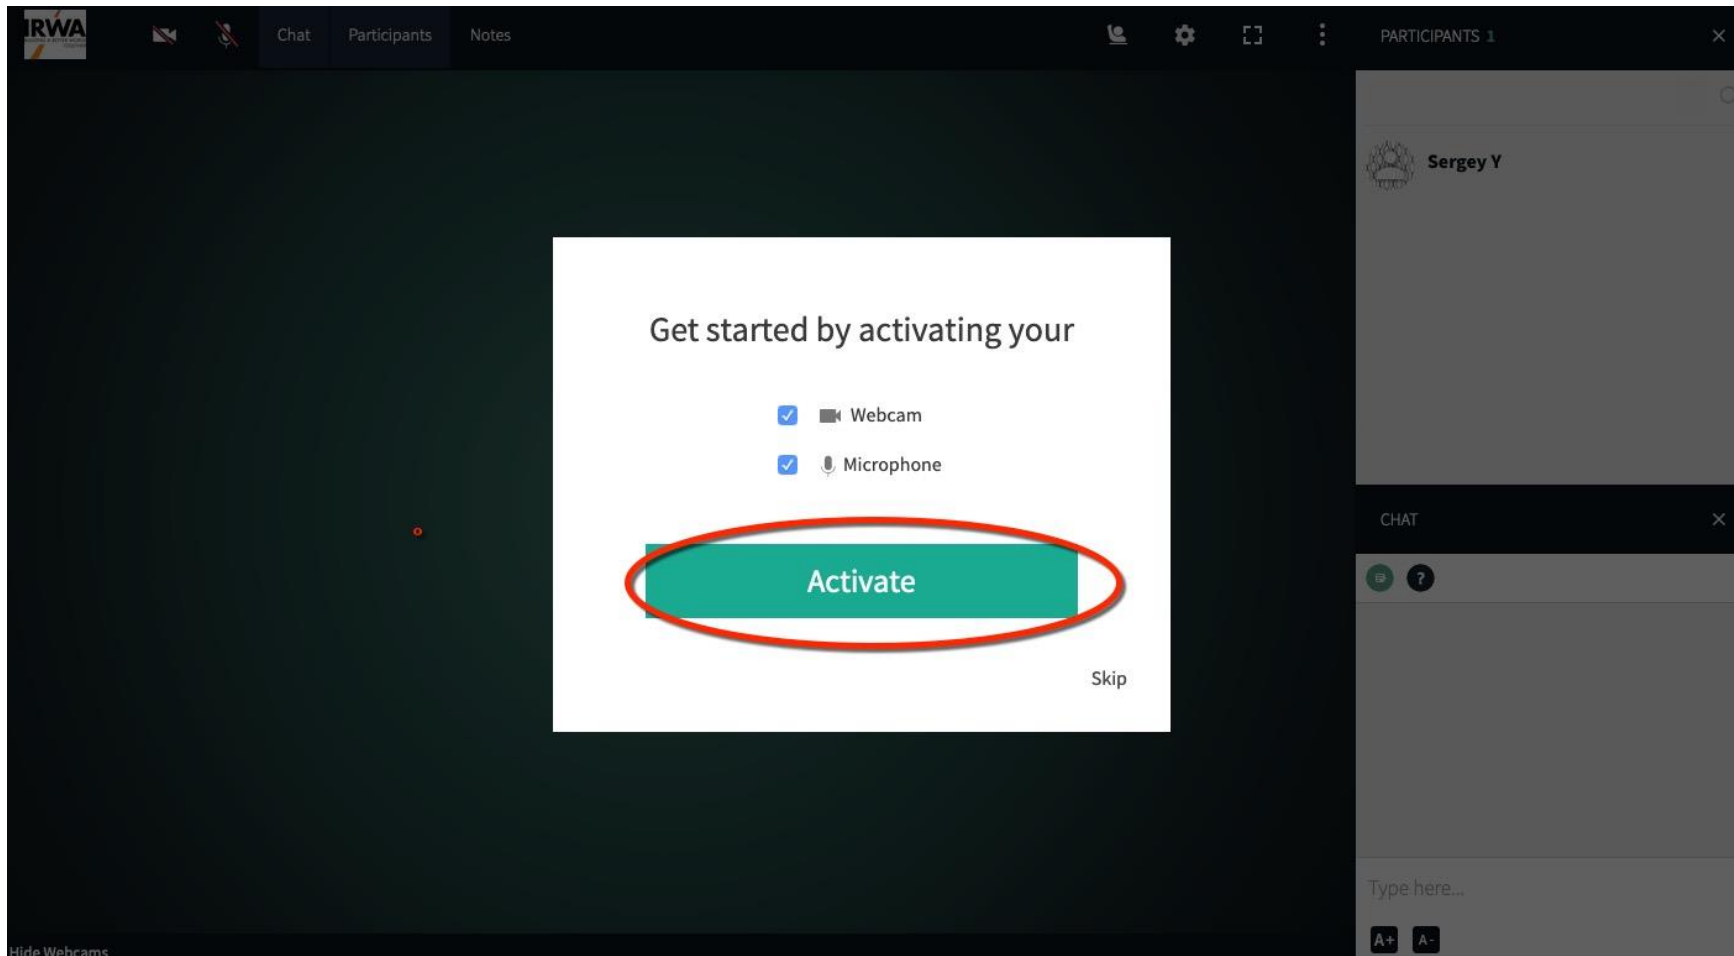 IRWA
Chat Participants Notes
PARTICIPANTS 1
Sergey Y
Get started by activating your
Webcam
Microphone
Activate
Skip
CHAT
?
Type here...
A+ A-
Hide Webcams